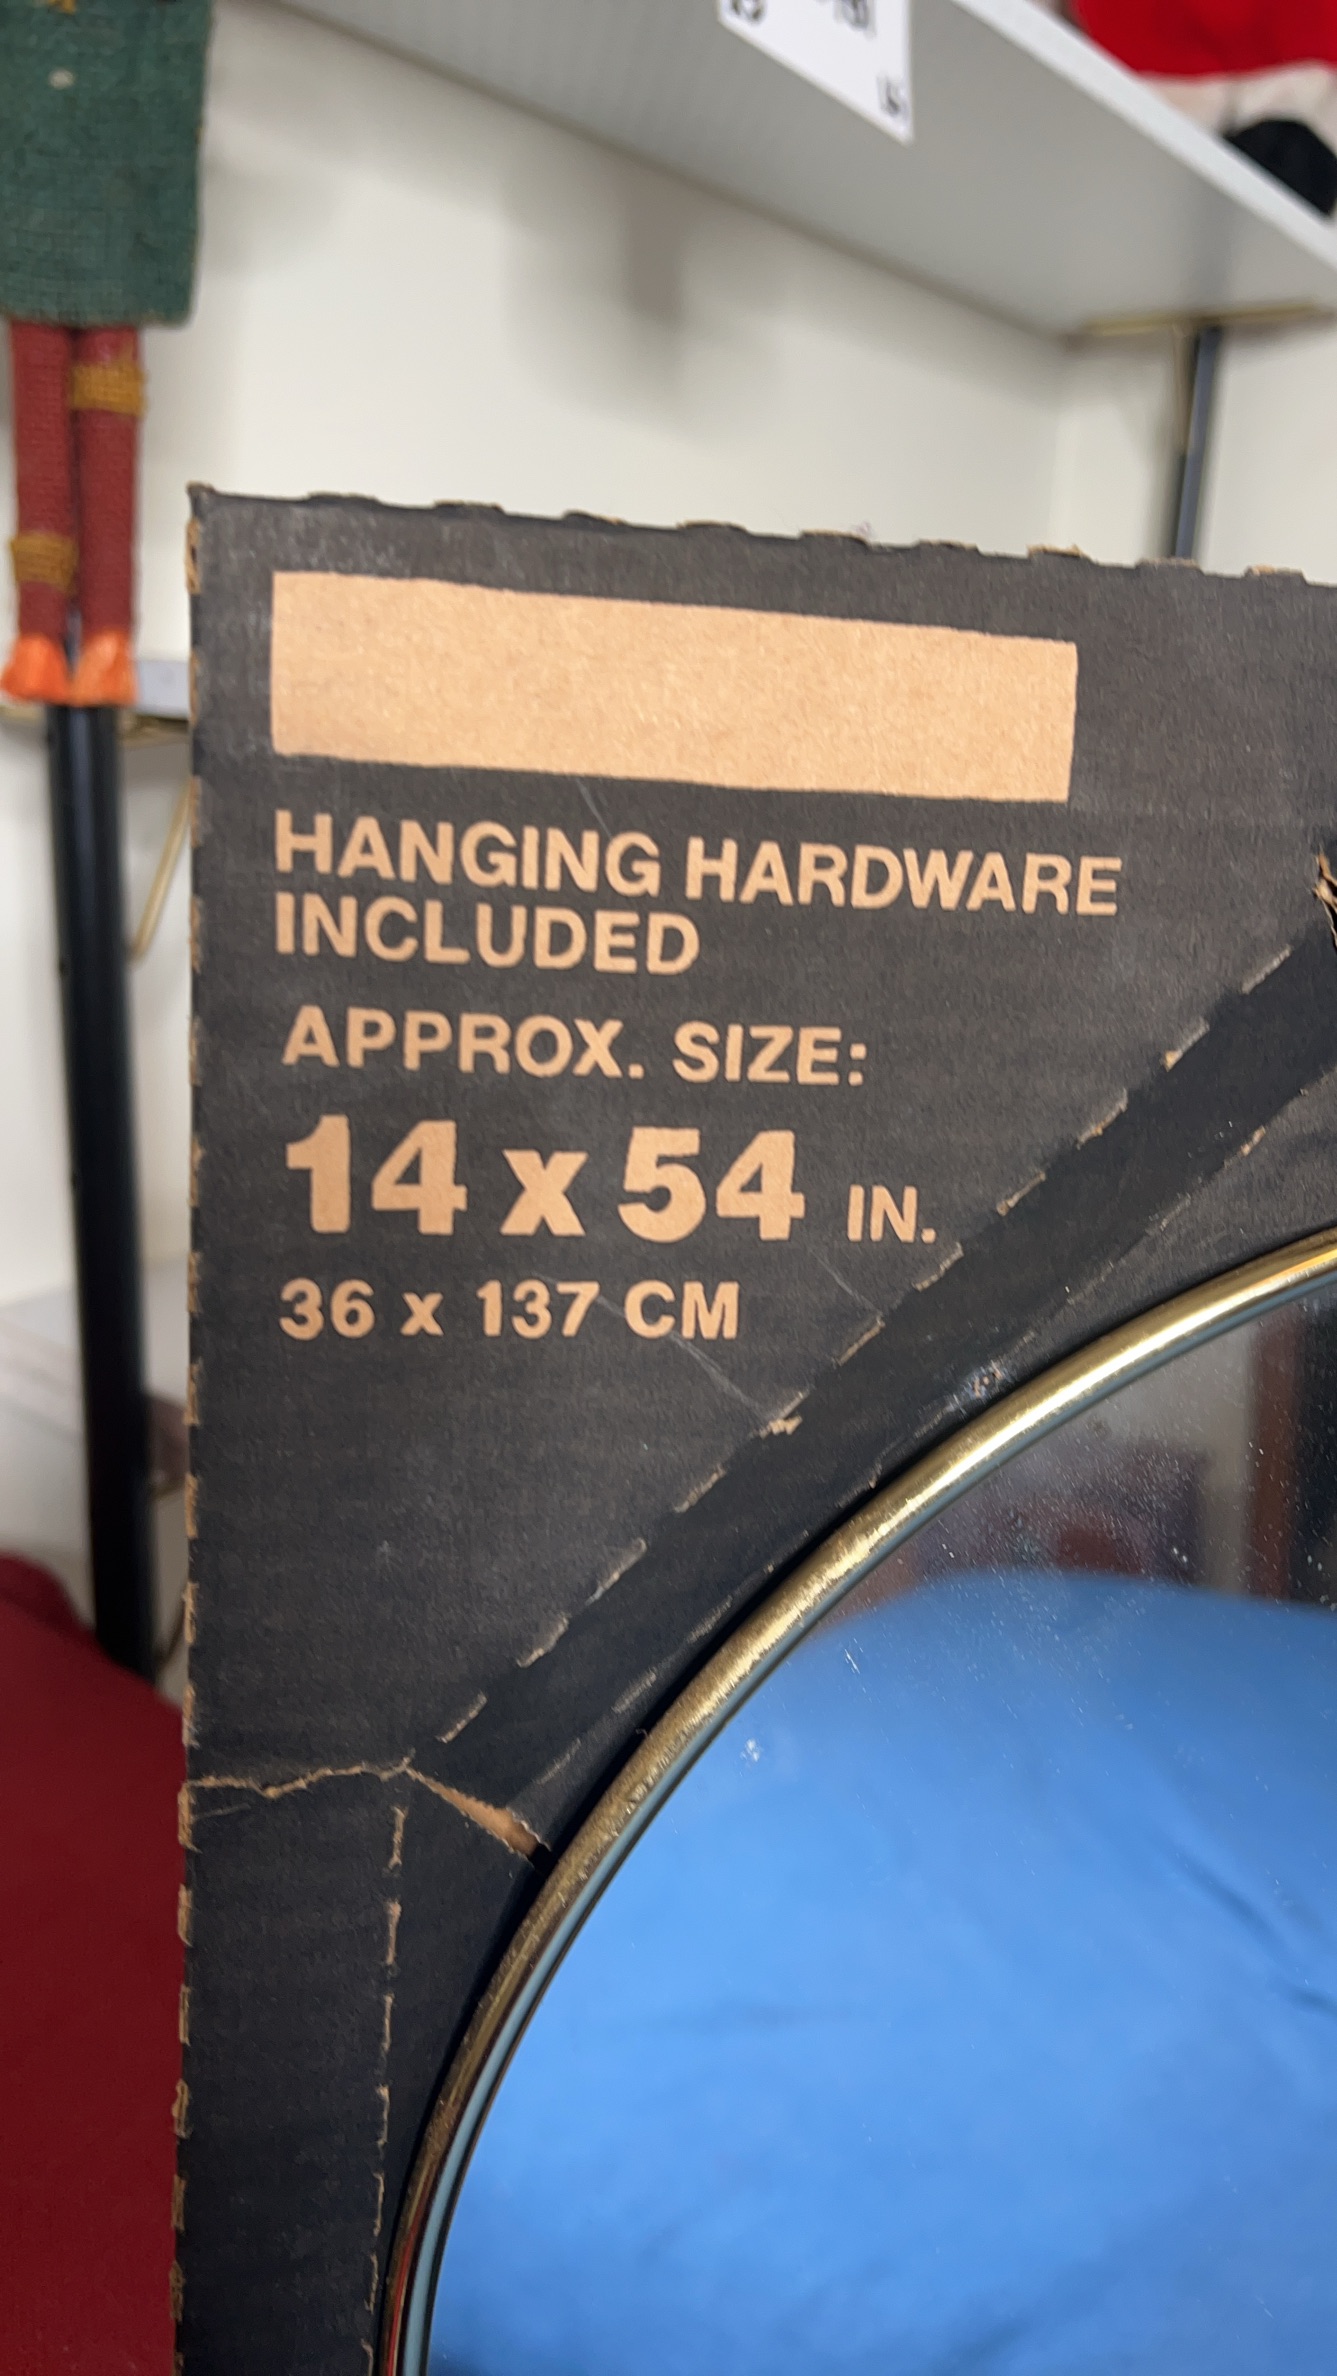 HANGING HARDWARE
INCLUDED
APPROX. SIZE:
14 x 54 IN.
36 x 137 CM